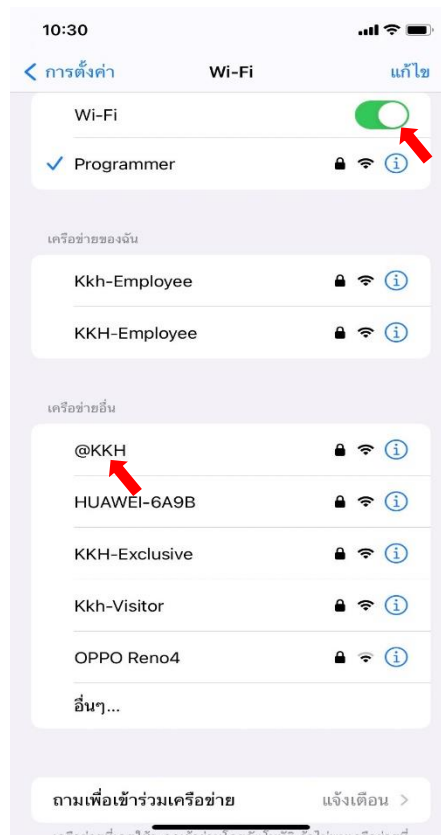 10:30
การตั้งค่า Wi-Fi แก้ไข
Wi-Fi
Programmer
เครือข่ายของฉัน
Kkh-Employee
KKH-Employee
เครือข่ายอื่น
@KKH
HUAWEI-6A9B
KKH-Exclusive
Kkh-Visitor
OPPO Reno4
อื่นๆ...
ถามเพื่อเข้าร่วมเครือข่าย แจ้งเตือน